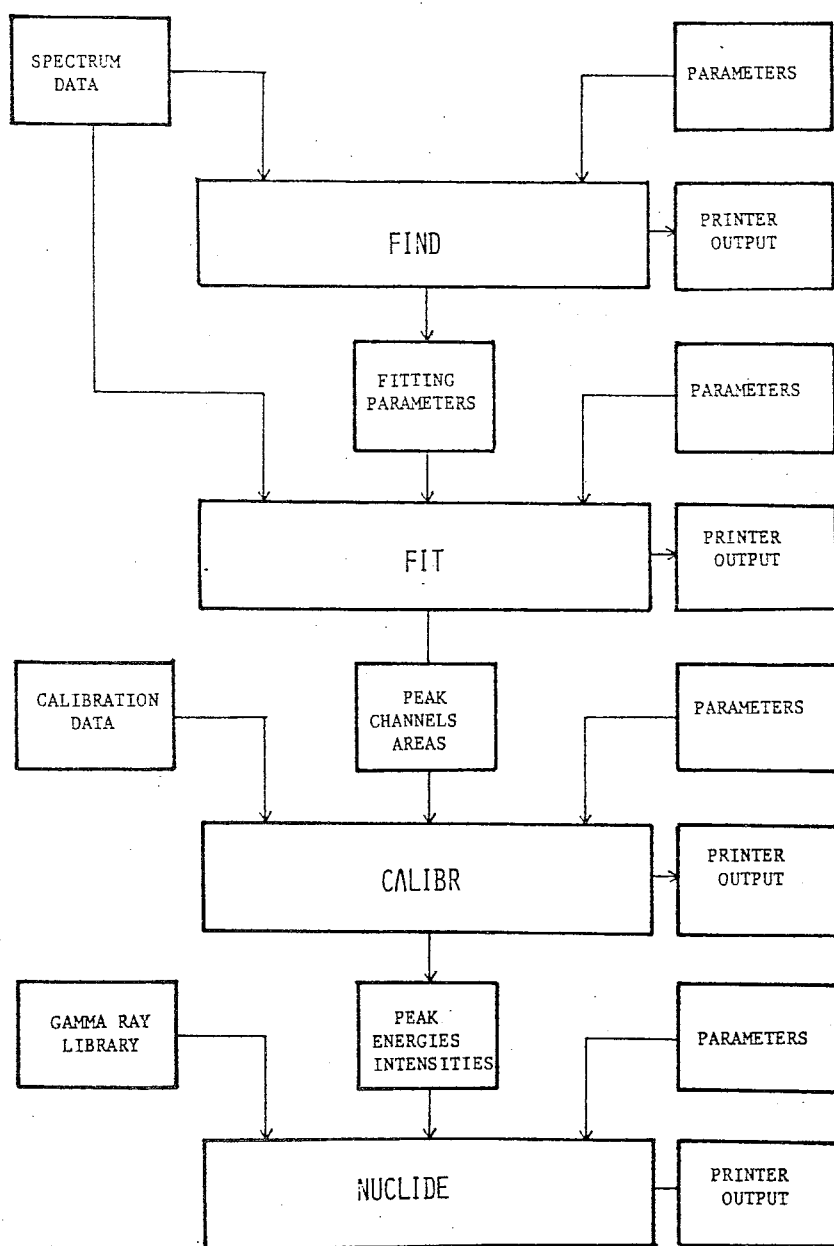 SPECTRUM
DATA
PARAMETERS
FIND
PRINTER
OUTPUT
FITTING
PARAMETERS
PARAMETERS
FIT
PRINTER
OUTPUT
CALIBRATION
DATA
PEAK
CHANNELS
AREAS
PARAMETERS
CALIBR
PRINTER
OUTPUT
GAMMA RAY
LIBRARY
PEAK
ENERGIES
INTENSITIES
PARAMETERS
NUCLIDE
PRINTER
OUTPUT